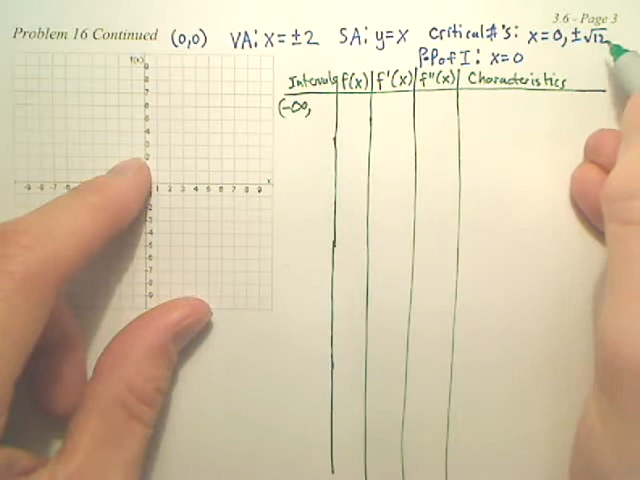 3.6 - Page 3
Problem 16 Continued (0,0) VA: x=±2 SA: y=x Critical #'s: x=0, ±√12
P.P of I: x=0
Intervals f(x) f'(x) f"(x) Characteristics
(-∞,